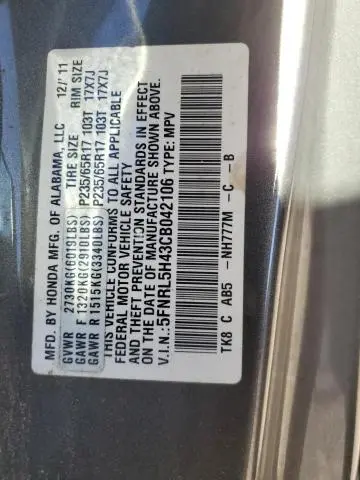 MFD. BY HONDA MFG. OF ALABAMA, LLC 12/'11
GVWR 2730KG(6019LBS) TIRE SIZE RIM SIZE
GAWR F 1320KG(2910LBS) P235/65R17 103T 17X7J
GAWR R 1515KG(3340LBS) P235/65R17 103T 17X7J
THIS VEHICLE CONFORMS TO ALL APPLICABLE
FEDERAL MOTOR VEHICLE SAFETY
AND THEFT PREVENTION STANDARDS IN EFFECT
ON THE DATE OF MANUFACTURE SHOWN ABOVE.
V.I.N.:5FNRL5H43CB042106 TYPE: MPV
TK8 C AB5 -NH777M -C -B